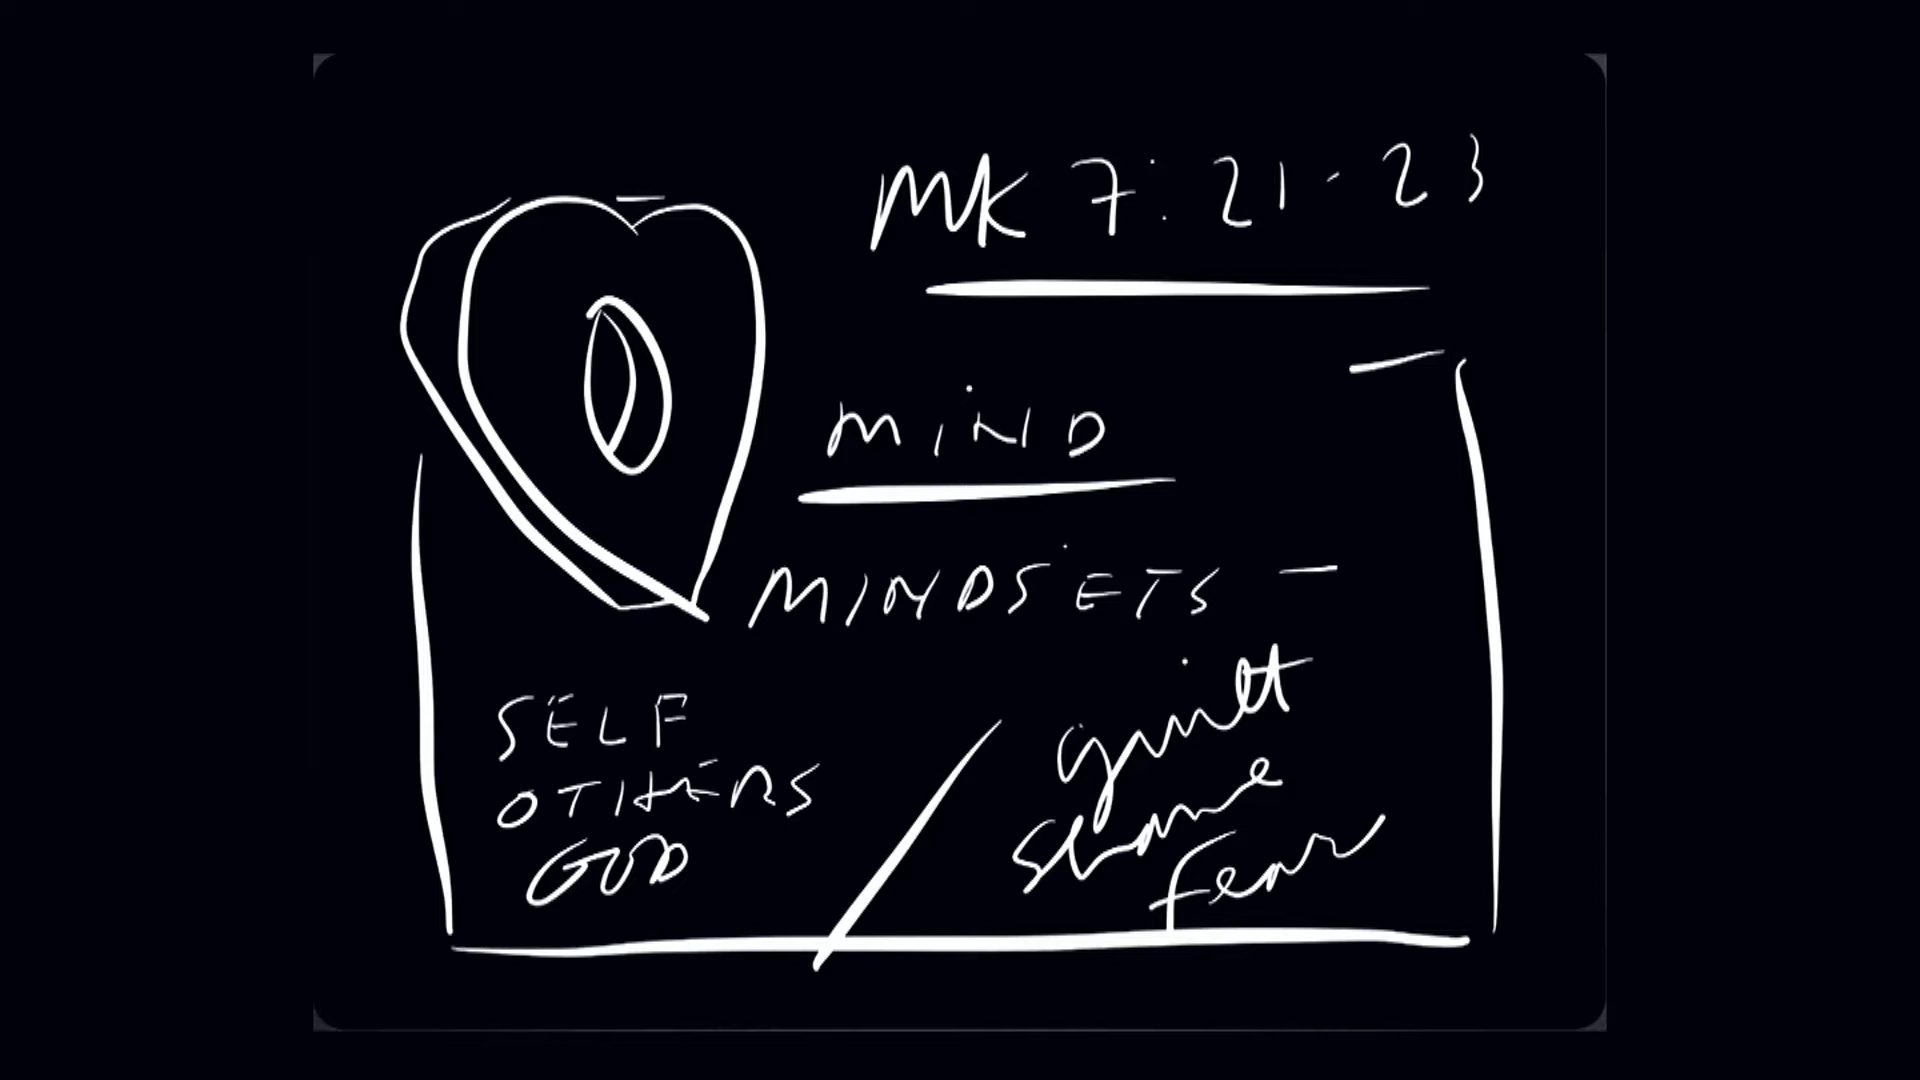 MK 7:21-23
MIND
MINDSETS -
SELF
OTHERS
GOD
guilt
shame
fear